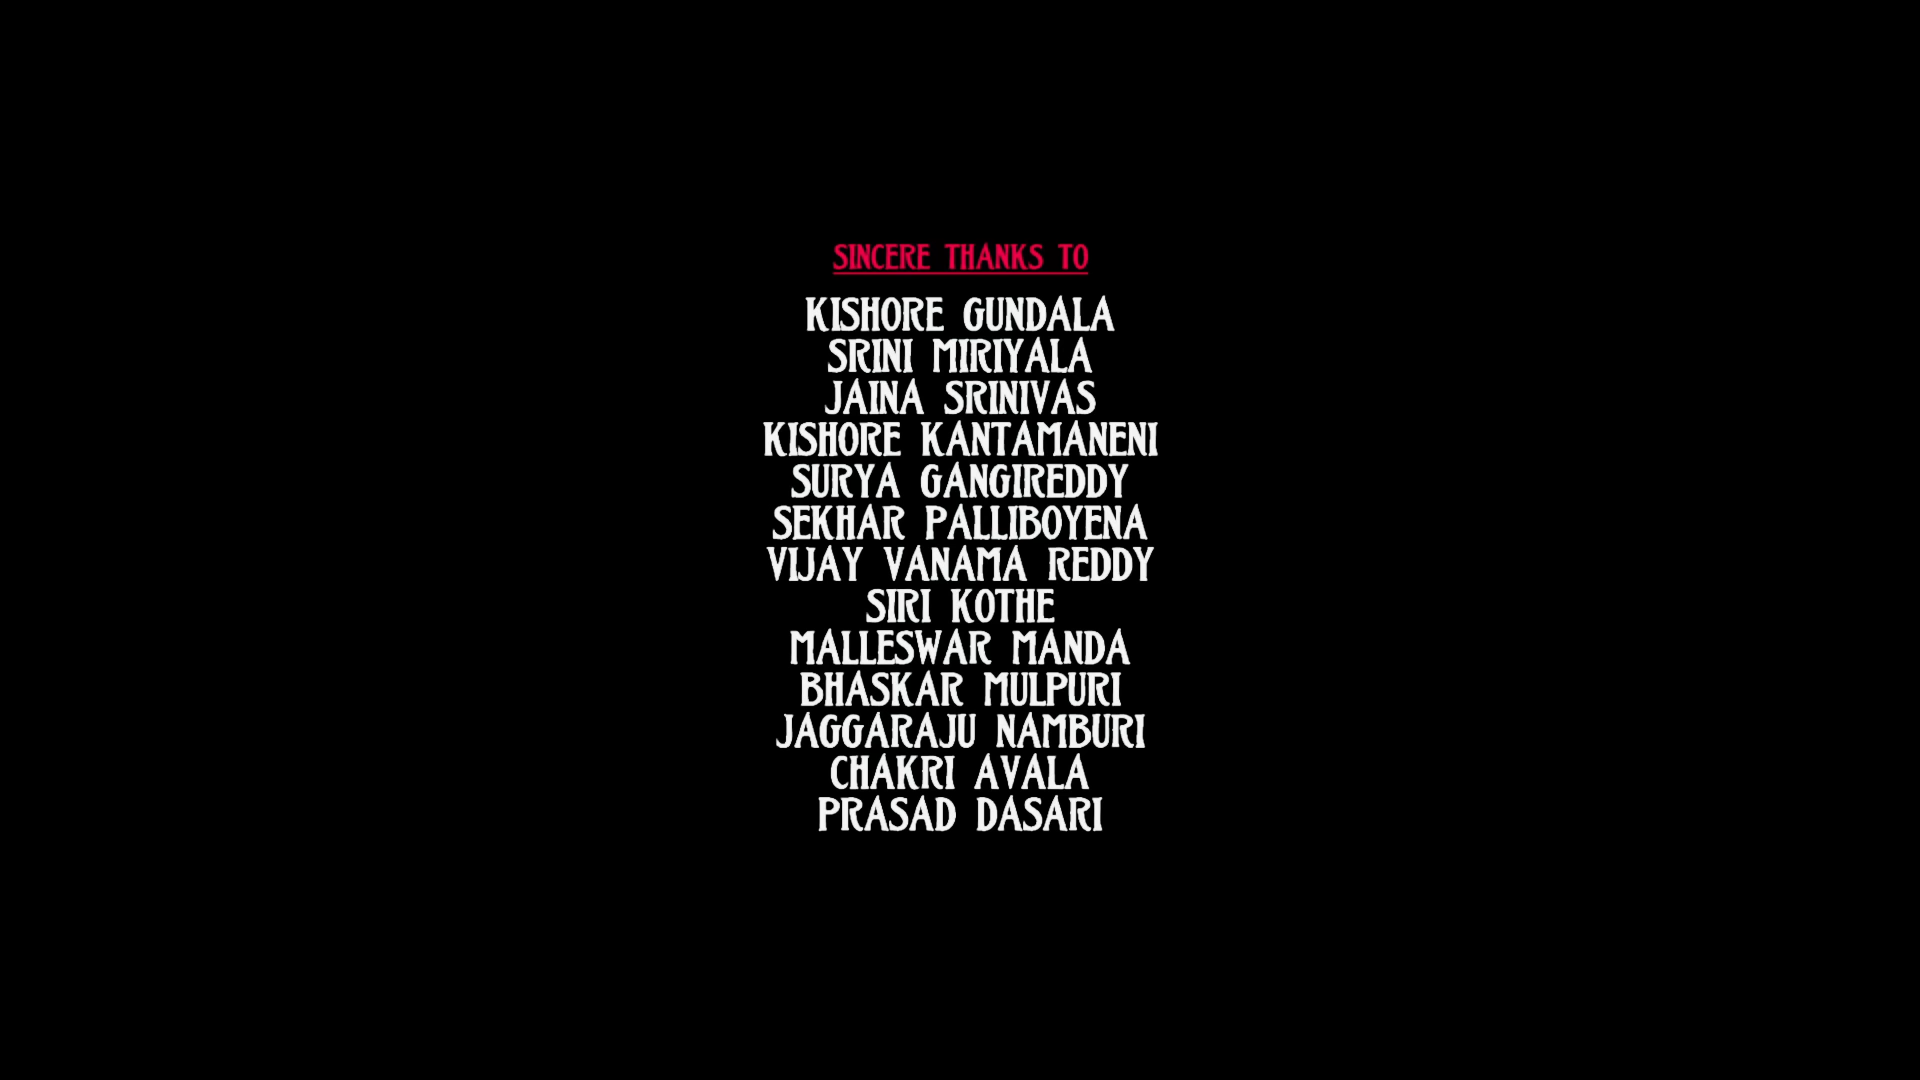 SINCERE THANKS TO
KISHORE GUNDALA
SRINI MIRIYALA
JAINA SRINIVAS
KISHORE KANTAMANENI
SURYA GANGIREDDY
SEKHAR PALLIBOYENA
VIJAY VANAMA REDDY
SIRI KOTHE
MALLESWAR MANDA
BHASKAR MULPURI
JAGGARAJU NAMBURI
CHAKRI AVALA
PRASAD DASARI